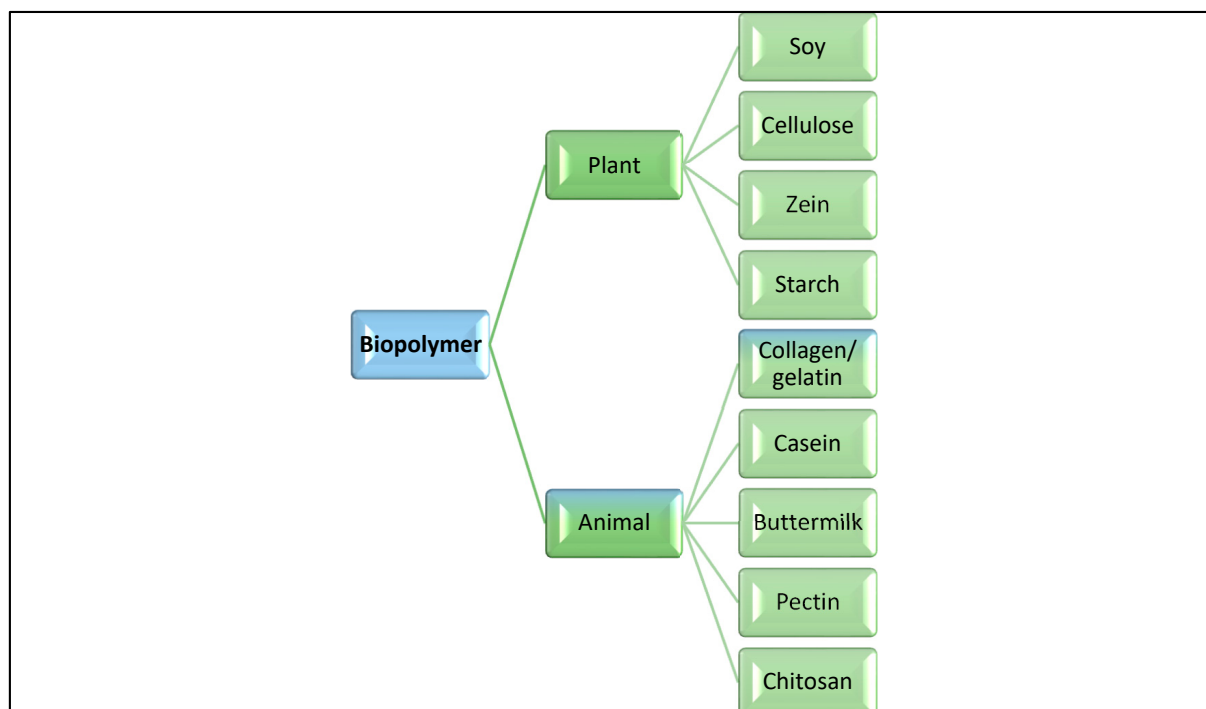 Biopolymer
Plant
Soy
Cellulose
Zein
Starch
Animal
Collagen/
gelatin
Casein
Buttermilk
Pectin
Chitosan